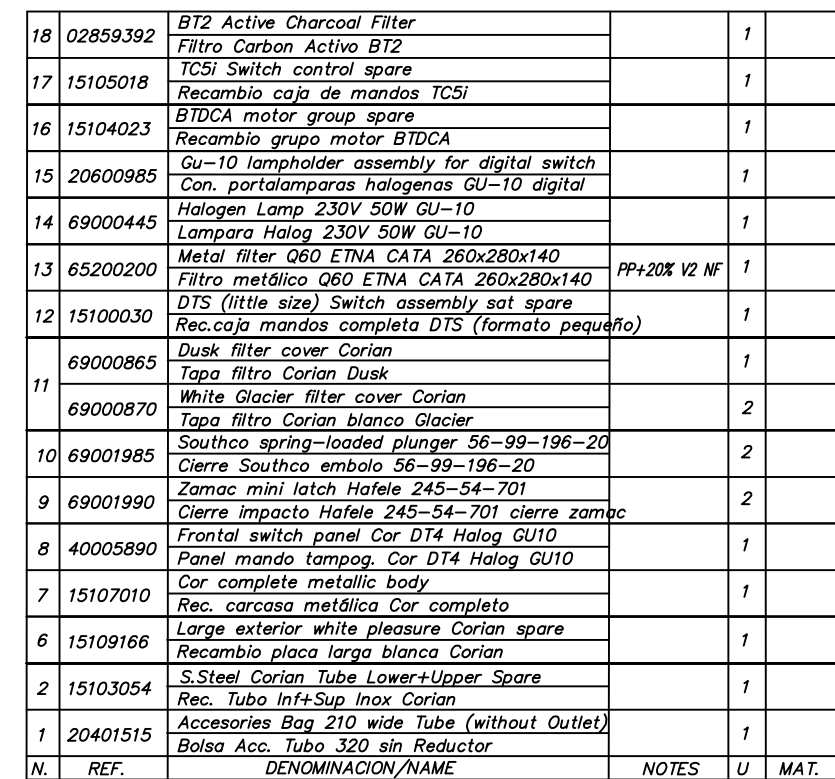 18 02859392 BT2 Active Charcoal Filter 1
Filtro Carbon Activo BT2
17 15105018 TC5i Switch control spare 1
Recambio caja de mandos TC5i
16 15104023 BTDCA motor group spare 1
Recambio grupo motor BTDCA
15 20600985 Gu-10 lampholder assembly for digital switch 1
Con. portalamparas halogenas GU-10 digital
14 69000445 Halogen Lamp 230V 50W GU-10 1
Lampara Halog 230V 50W GU-10
13 65200200 Metal filter Q60 ETNA CATA 260x280x140 PP+20% V2 NF 1
Filtro metálico Q60 ETNA CATA 260x280x140
12 15100030 DTS (little size) Switch assembly sat spare 1
Rec.caja mandos completa DTS (formato pequeño)
11 69000865 Dusk filter cover Corian 1
Tapa filtro Corian Dusk
69000870 White Glacier filter cover Corian 2
Tapa filtro Corian blanco Glacier
10 69001985 Southco spring-loaded plunger 56-99-196-20 2
Cierre Southco embolo 56-99-196-20
9 69001990 Zamac mini latch Hafele 245-54-701 2
Cierre impacto Hafele 245-54-701 cierre zamac
8 40005890 Frontal switch panel Cor DT4 Halog GU10 1
Panel mando tampog. Cor DT4 Halog GU10
7 15107010 Cor complete metallic body 1
Rec. carcasa metálica Cor completo
6 15109166 Large exterior white pleasure Corian spare 1
Recambio placa larga blanca Corian
2 15103054 S.Steel Corian Tube Lower+Upper Spare 1
Rec. Tubo Inf+Sup Inox Corian
1 20401515 Accesories Bag 210 wide Tube (without Outlet) 1
Bolsa Acc. Tubo 320 sin Reductor
N. REF. DENOMINACION/NAME NOTES U MAT.